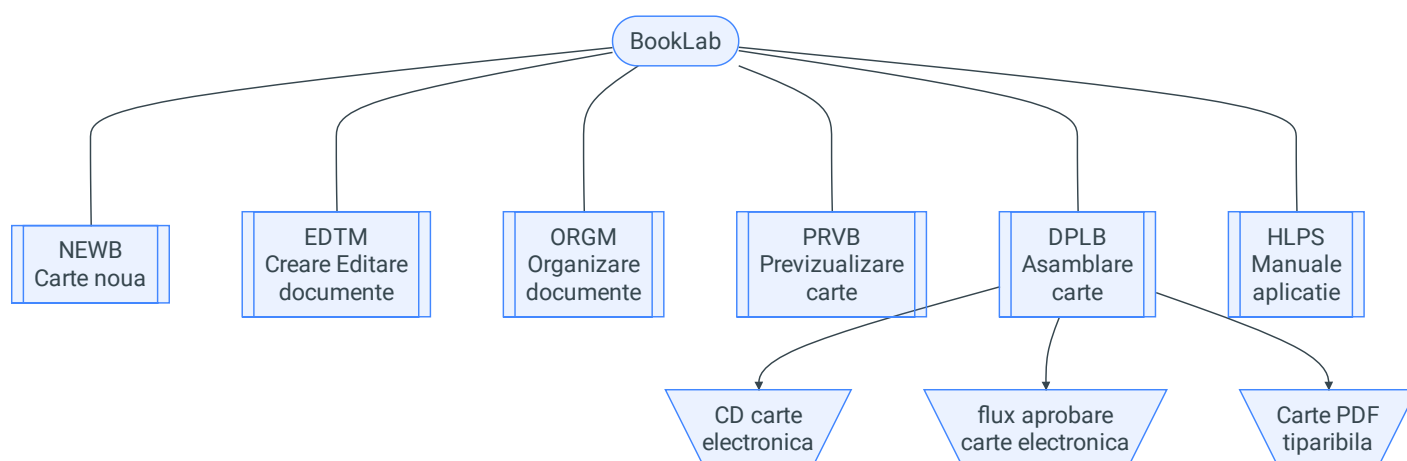 BookLab
NEWB
Carte noua
EDTM
Creare Editare
documente
ORGM
Organizare
documente
PRVB
Previzualizare
carte
DPLB
Asamblare
carte
HLPS
Manuale
aplicatie
CD carte
electronica
flux aprobare
carte electronica
Carte PDF
tiparibila